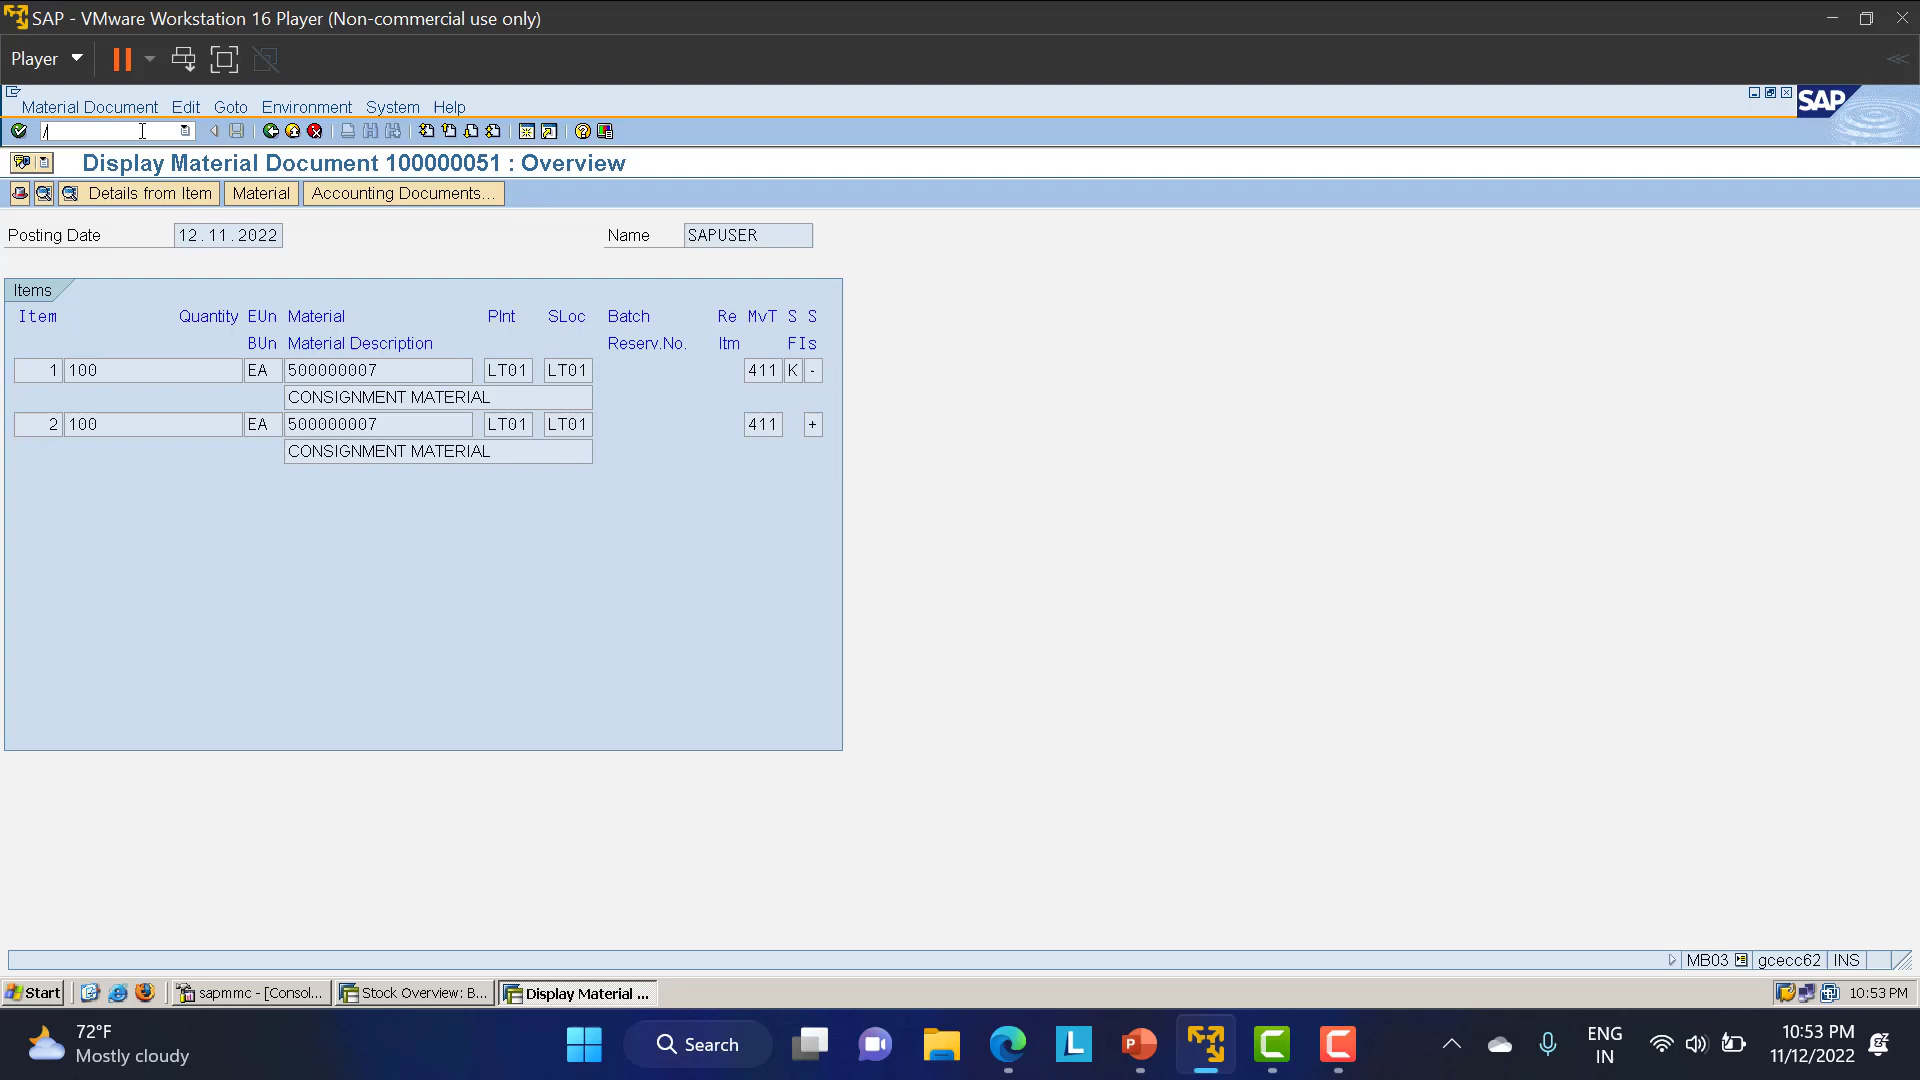 SAP - VMware Workstation 16 Player (Non-commercial use only)
Player
Material Document Edit Goto Environment System Help
SAP
/
Display Material Document 100000051 : Overview
Details from Item Material Accounting Documents...
Posting Date 12.11.2022 Name SAPUSER
Items
Item Quantity EUn Material Plnt SLoc Batch Re MvT S S
BUn Material Description Reserv.No. Itm FIs
1 100 EA 500000007 LT01 LT01 411 K -
CONSIGNMENT MATERIAL
2 100 EA 500000007 LT01 LT01 411 +
CONSIGNMENT MATERIAL
MB03 gcecc62 INS
Start sapmmc - [Consol... Stock Overview: B... Display Material ... 10:53 PM
72°F
Mostly cloudy
Search
ENG
IN
10:53 PM
11/12/2022